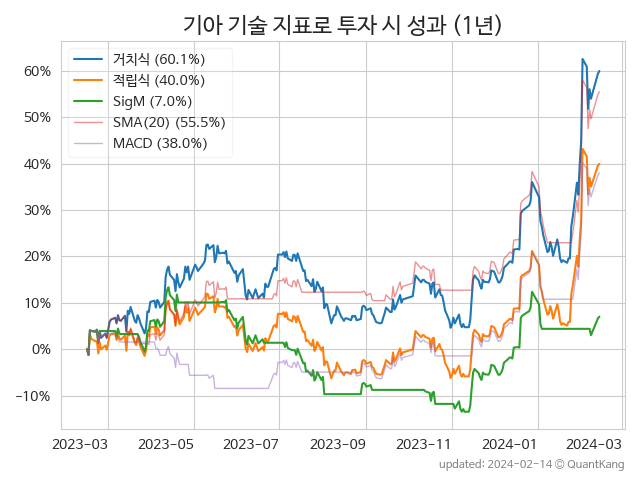 기아 기술 지표로 투자 시 성과 (1년)
거치식 (60.1%)
적립식 (40.0%)
SigM (7.0%)
SMA(20) (55.5%)
MACD (38.0%)
60%
50%
40%
30%
20%
10%
0%
−10%
2023-03 2023-05 2023-07 2023-09 2023-11 2024-01 2024-03
updated: 2024-02-14 © QuantKang